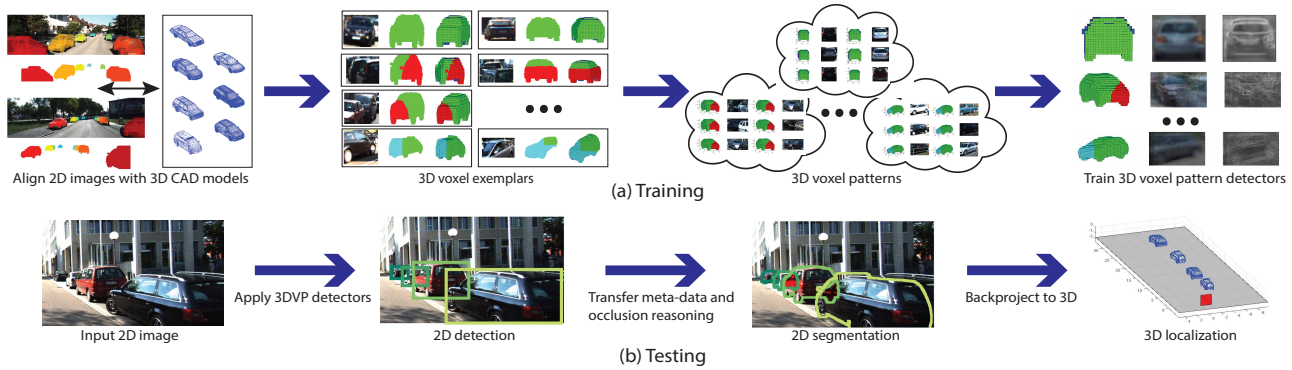 Align 2D images with 3D CAD models
3D voxel exemplars
3D voxel patterns
Train 3D voxel pattern detectors
(a) Training
Apply 3DVP detectors
Transfer meta-data and
occlusion reasoning
Backproject to 3D
Input 2D image
2D detection
2D segmentation
3D localization
(b) Testing